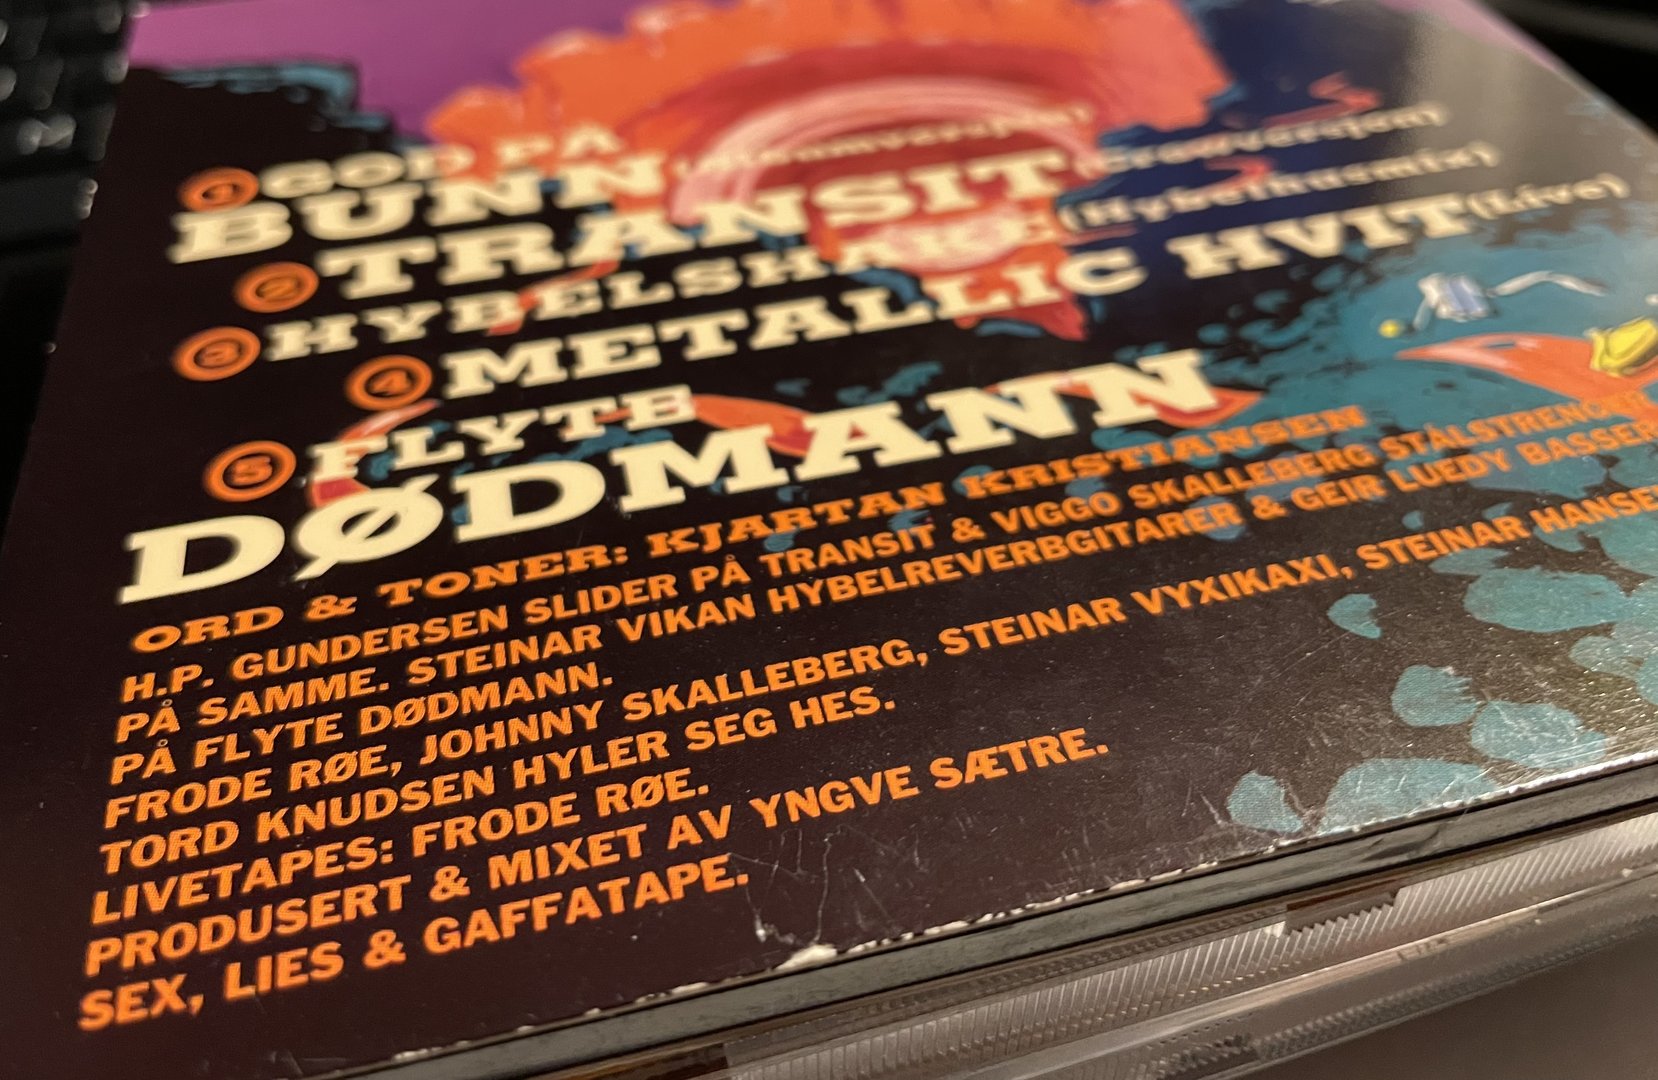 1 GOD PÅ
BUNN
2 TRANSIT
3 HYBELSHAKE (Hybelhusmix)
4 METALLIC HVIT (Live)
5 FLYTE
DØDMANN
ORD & TONER: KJARTAN KRISTIANSEN
H.P. GUNDERSEN SLIDER PÅ TRANSIT & VIGGO SKALLEBERG STÅLSTRENGER
PÅ SAMME. STEINAR VIKAN HYBELREVERBGITARER & GEIR LUEDY BASSER
PÅ FLYTE DØDMANN.
FRODE RØE, JOHNNY SKALLEBERG, STEINAR VYXIKAXI, STEINAR HANSEN
TORD KNUDSEN HYLER SEG HES.
LIVETAPES: FRODE RØE.
PRODUSERT & MIXET AV YNGVE SÆTRE.
SEX, LIES & GAFFATAPE.